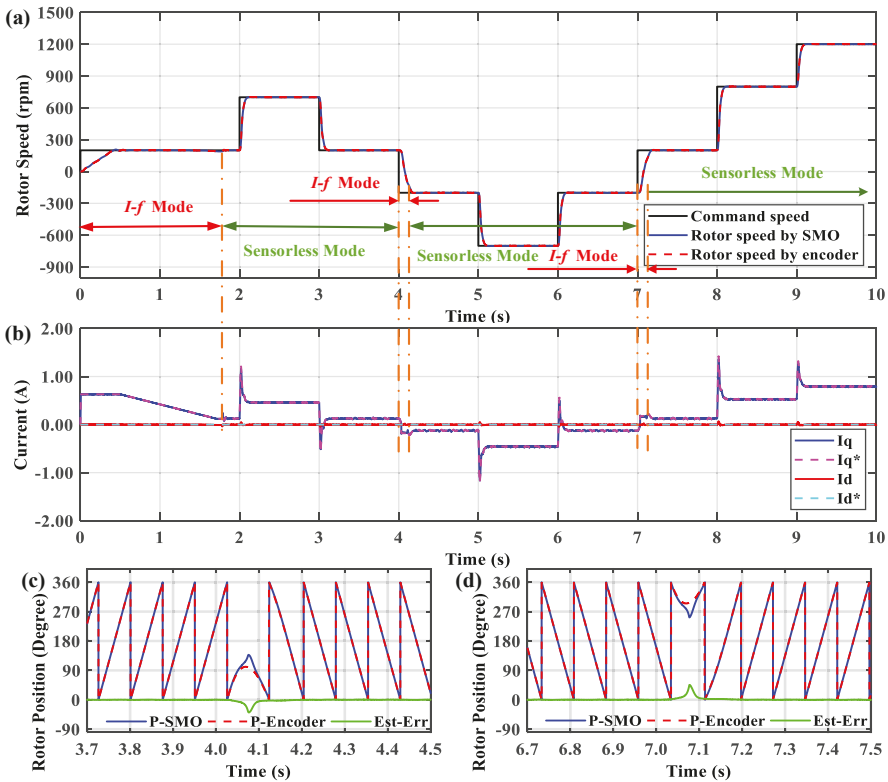 (a)
1500
1200
900
600
300
0
-300
-600
-900
Rotor Speed (rpm)
I-f Mode
Sensorless Mode
I-f Mode
Sensorless Mode
I-f Mode
Sensorless Mode
Command speed
Rotor speed by SMO
Rotor speed by encoder
0 1 2 3 4 5 6 7 8 9 10
Time (s)
(b)
2.00
1.00
0.00
-1.00
-2.00
Current (A)
Iq
Iq*
Id
Id*
0 1 2 3 4 5 6 7 8 9 10
Time (s)
(c)
360
270
180
90
0
-90
Rotor Position (Degree)
P-SMO P-Encoder Est-Err
3.7 3.8 3.9 4.0 4.1 4.2 4.3 4.4 4.5
Time (s)
(d)
360
270
180
90
0
-90
Rotor Position (Degree)
P-SMO P-Encoder Est-Err
6.7 6.8 6.9 7.0 7.1 7.2 7.3 7.4 7.5
Time (s)